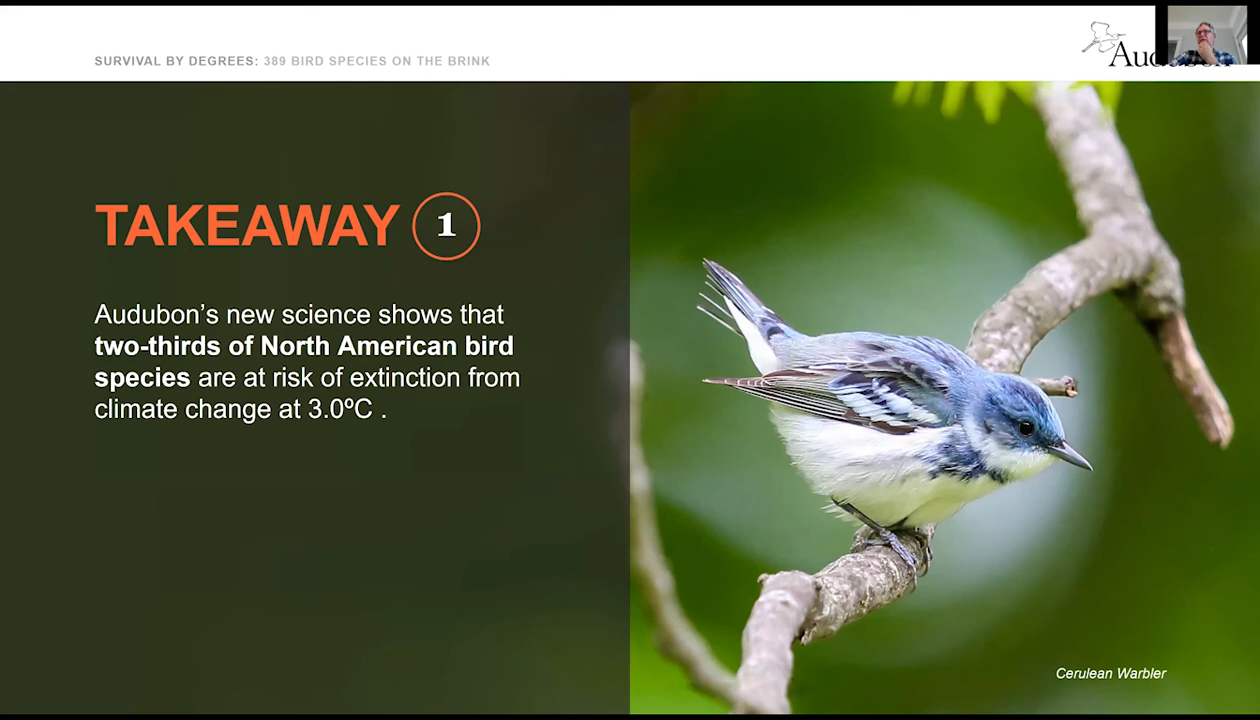 SURVIVAL BY DEGREES: 389 BIRD SPECIES ON THE BRINK
TAKEAWAY 1
Audubon's new science shows that
two-thirds of North American bird
species are at risk of extinction from
climate change at 3.0ºC .
Cerulean Warbler